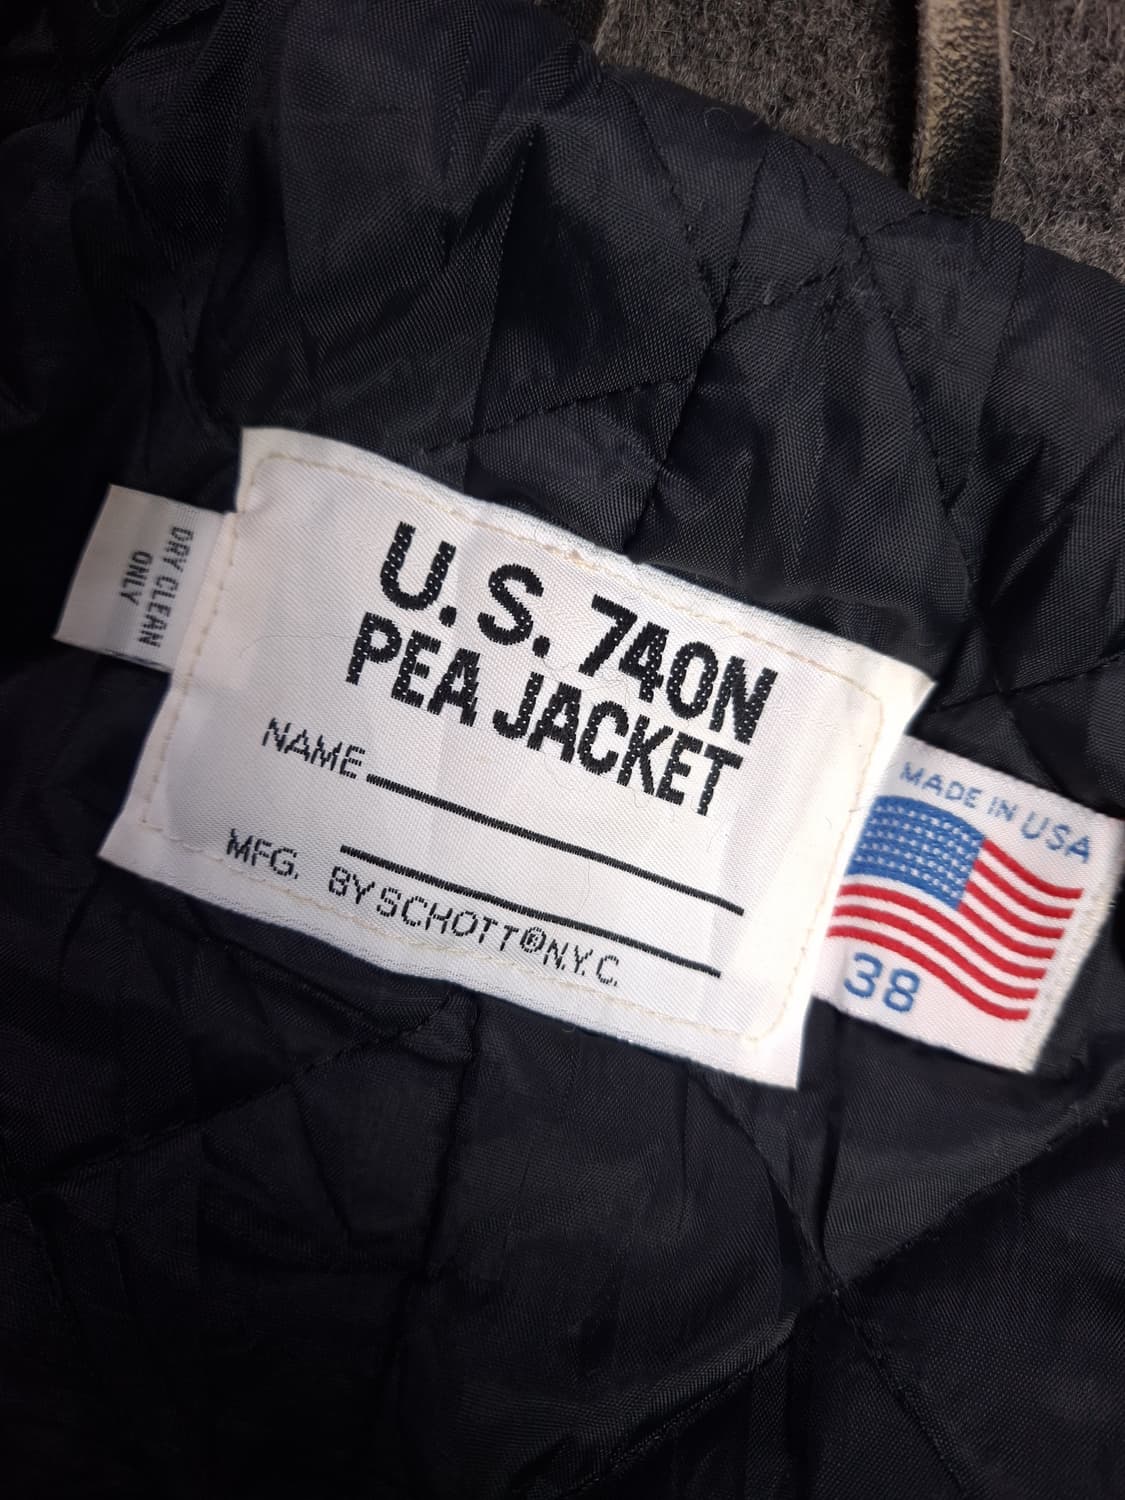 U.S. 740N
PEA JACKET
NAME
MFG. BY SCHOTT® N.Y.C.
DRY CLEAN
ONLY
MADE IN USA
38